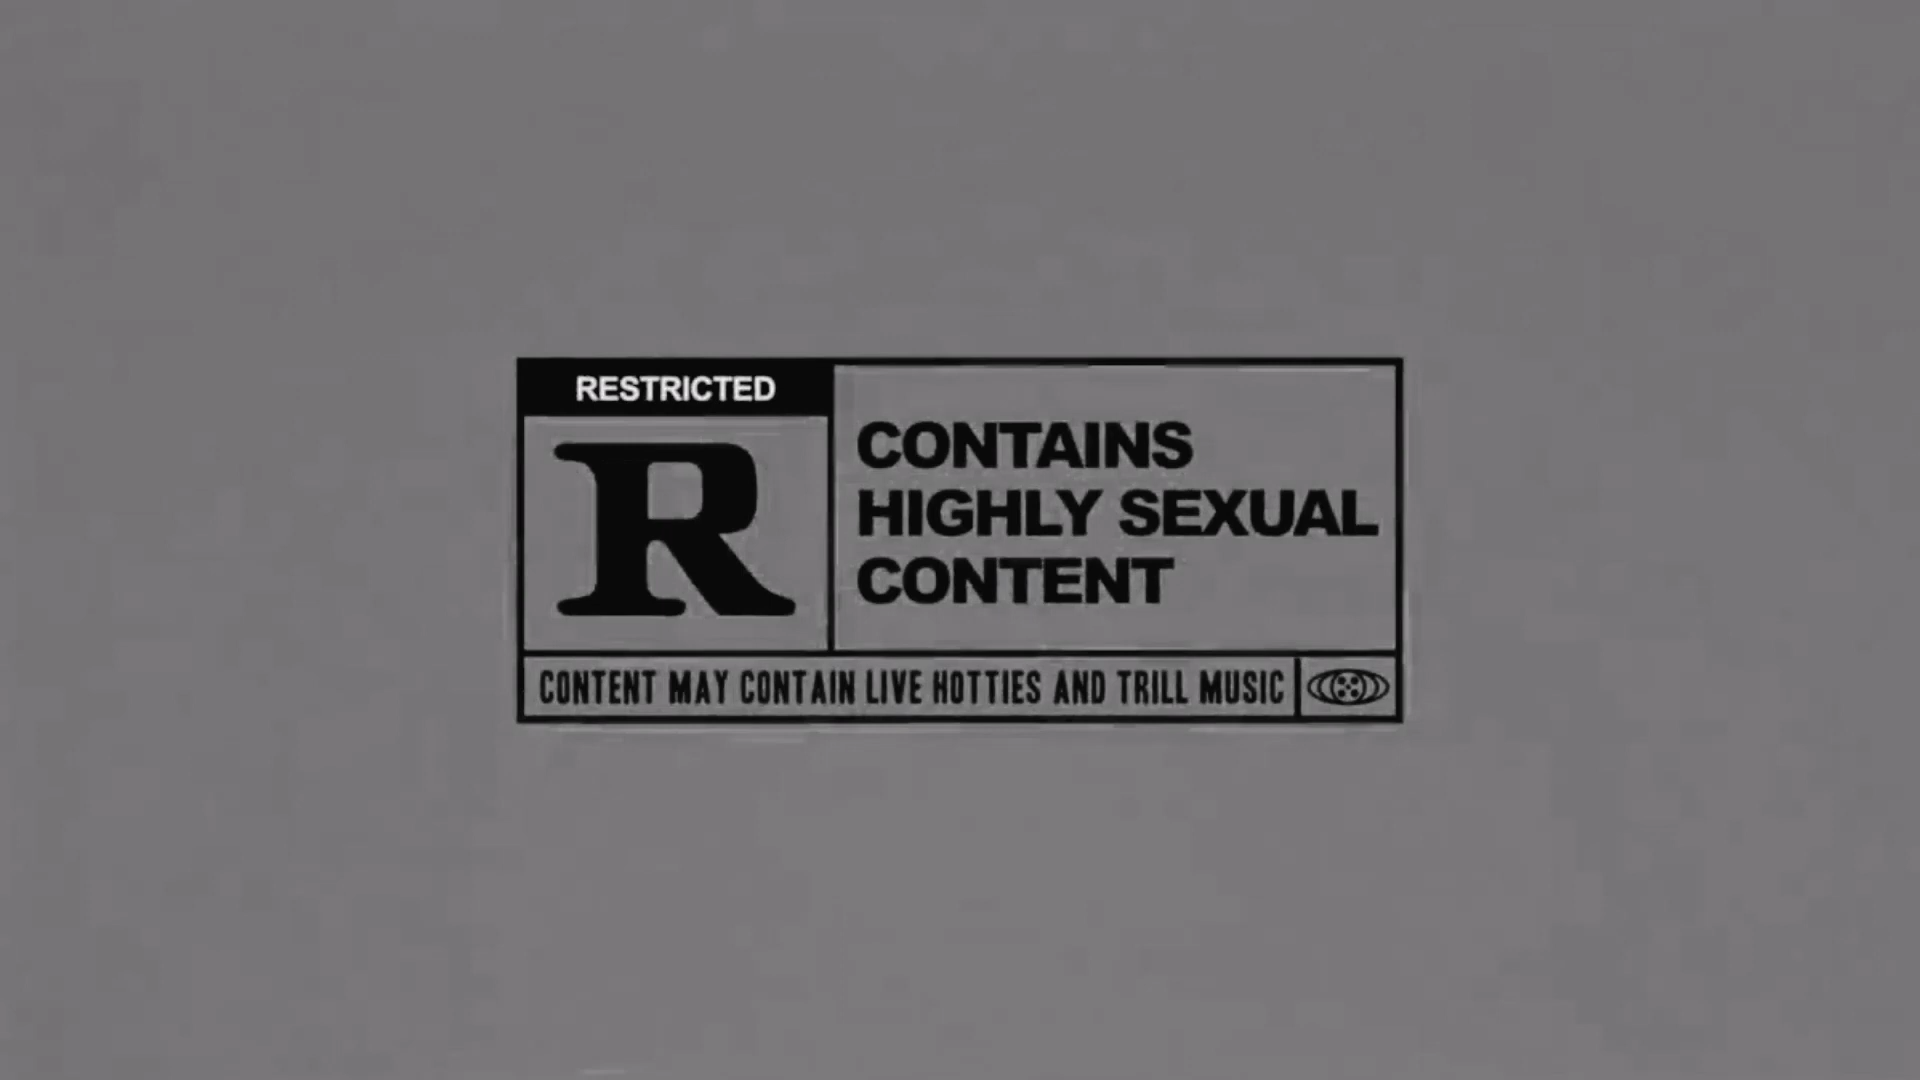 RESTRICTED
R
CONTAINS
HIGHLY SEXUAL
CONTENT
CONTENT MAY CONTAIN LIVE HOTTIES AND TRILL MUSIC